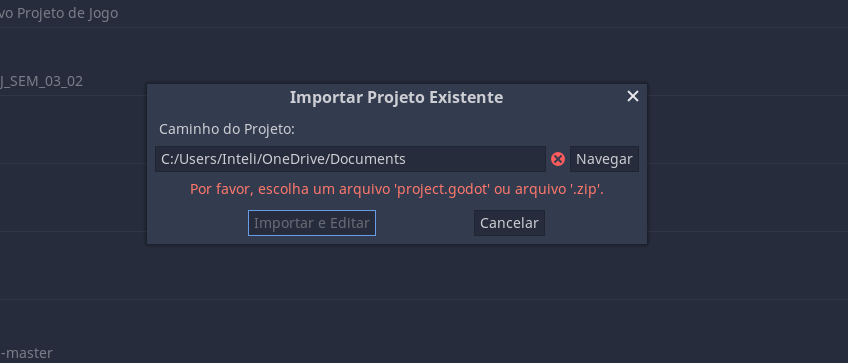 vo Projeto de Jogo
J_SEM_03_02
Importar Projeto Existente
Caminho do Projeto:
C:/Users/Inteli/OneDrive/Documents
Navegar
Por favor, escolha um arquivo 'project.godot' ou arquivo '.zip'.
Importar e Editar
Cancelar
-master